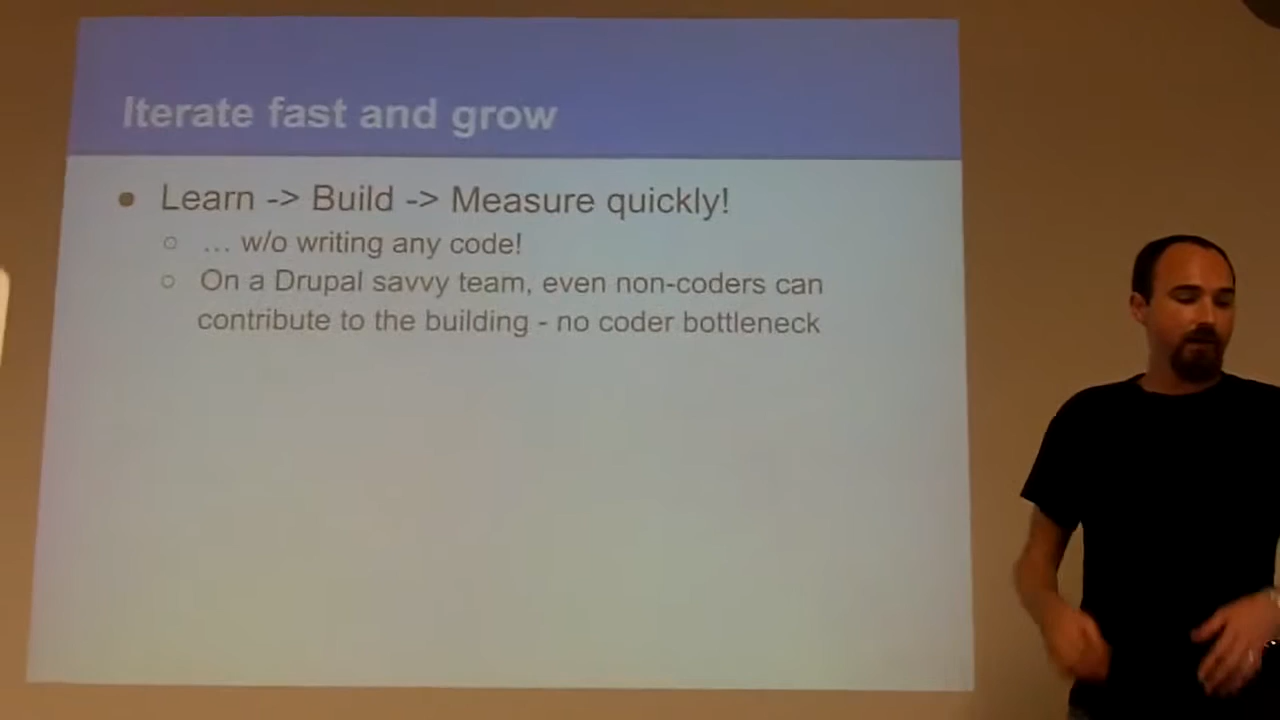 Iterate fast and grow
● Learn -> Build -> Measure quickly!
○ ... w/o writing any code!
○ On a Drupal savvy team, even non-coders can
contribute to the building - no coder bottleneck